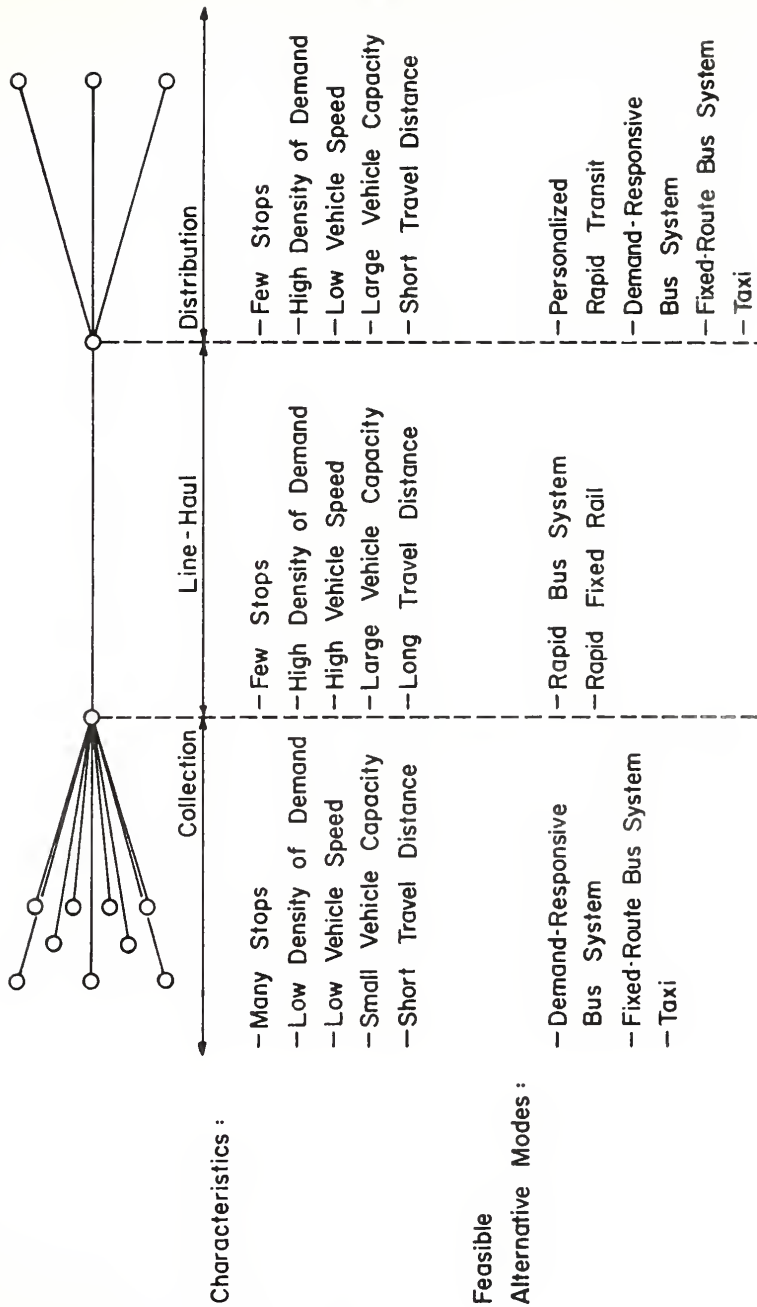 Collection
Line-Haul
Distribution
Characteristics :
—Many Stops
—Low Density of Demand
—Low Vehicle Speed
—Small Vehicle Capacity
—Short Travel Distance
—Few Stops
—High Density of Demand
—High Vehicle Speed
—Large Vehicle Capacity
—Long Travel Distance
—Few Stops
—High Density of Demand
—Low Vehicle Speed
—Large Vehicle Capacity
—Short Travel Distance
Feasible
Alternative Modes :
—Demand-Responsive
Bus System
—Fixed-Route Bus System
—Taxi
—Rapid Bus System
—Rapid Fixed Rail
—Personalized
Rapid Transit
—Demand-Responsive
Bus System
—Fixed-Route Bus System
—Taxi